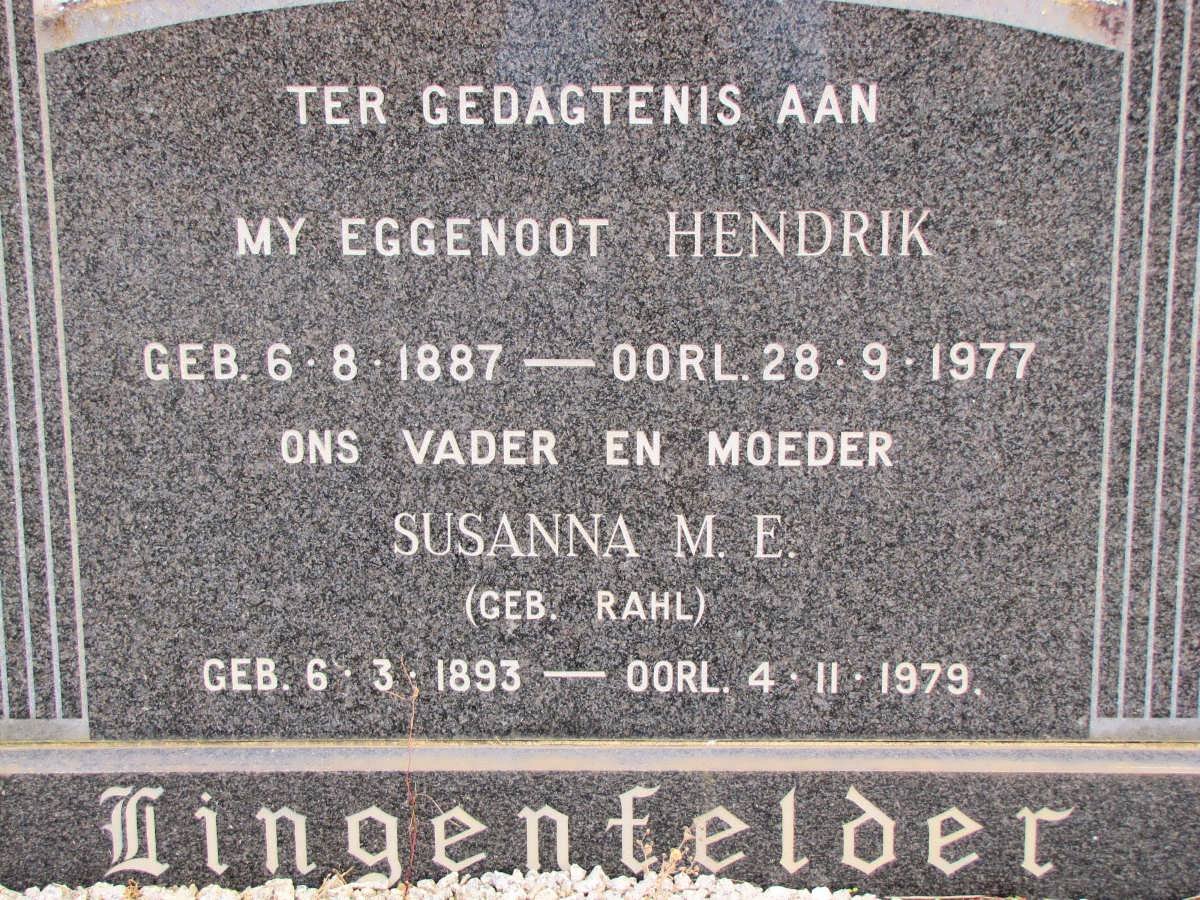 TER GEDAGTENIS AAN
MY EGGENOOT HENDRIK
GEB. 6·8·1887 — OORL. 28·9·1977
ONS VADER EN MOEDER
SUSANNA M. E.
(GEB. RAHL)
GEB. 6·3·1893 — OORL. 4·11·1979.
Lingenfelder